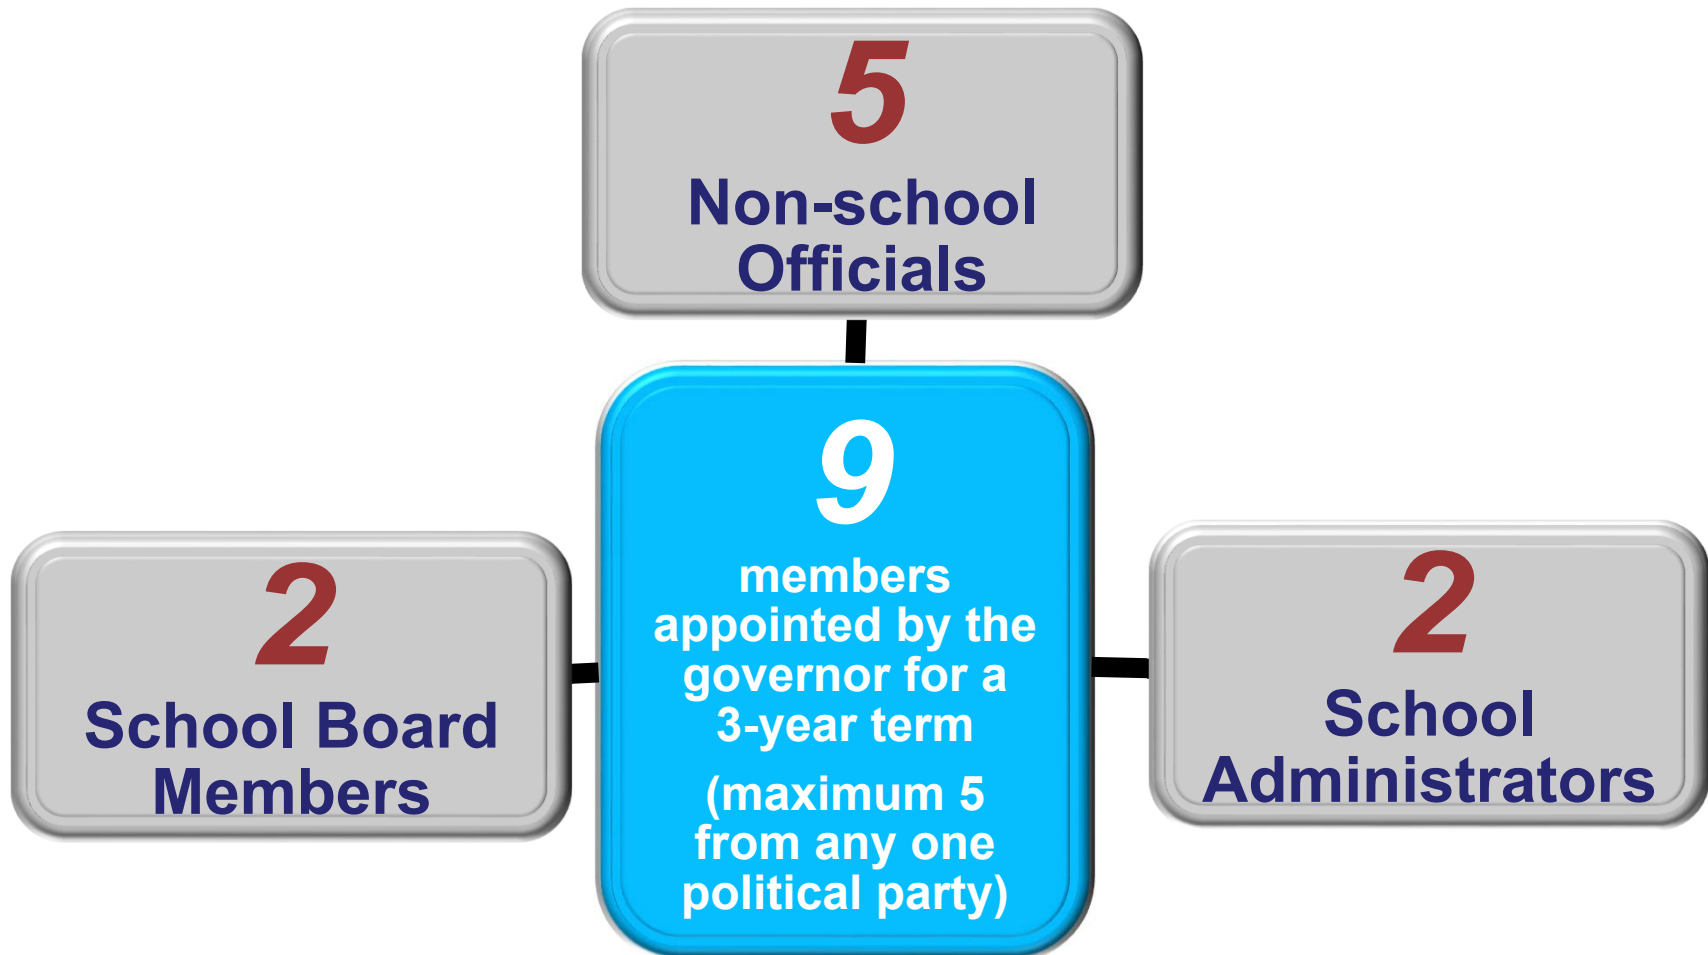 5
Non-school
Officials
2
School Board
Members
9
members
appointed by the
governor for a
3-year term
(maximum 5
from any one
political party)
2
School
Administrators